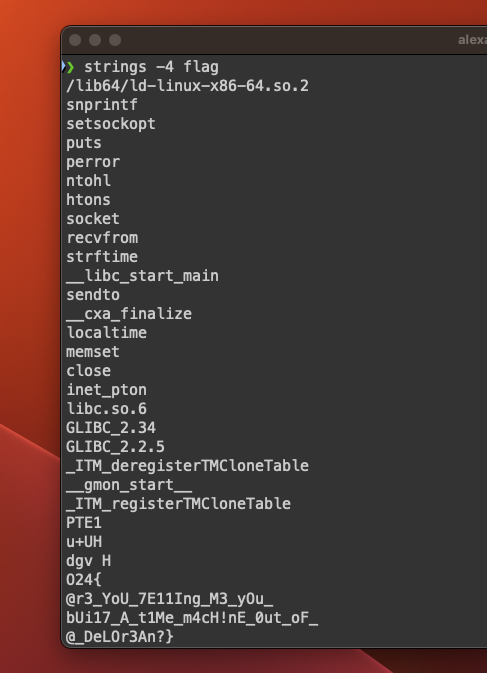 alexa
❯ strings -4 flag
/lib64/ld-linux-x86-64.so.2
snprintf
setsockopt
puts
perror
ntohl
htons
socket
recvfrom
strftime
__libc_start_main
sendto
__cxa_finalize
localtime
memset
close
inet_pton
libc.so.6
GLIBC_2.34
GLIBC_2.2.5
_ITM_deregisterTMCloneTable
__gmon_start__
_ITM_registerTMCloneTable
PTE1
u+UH
dgv H
O24{
@r3_YoU_7E11Ing_M3_yOu_
bUi17_A_t1Me_m4cH!nE_0ut_oF_
@_DeLOr3An?}